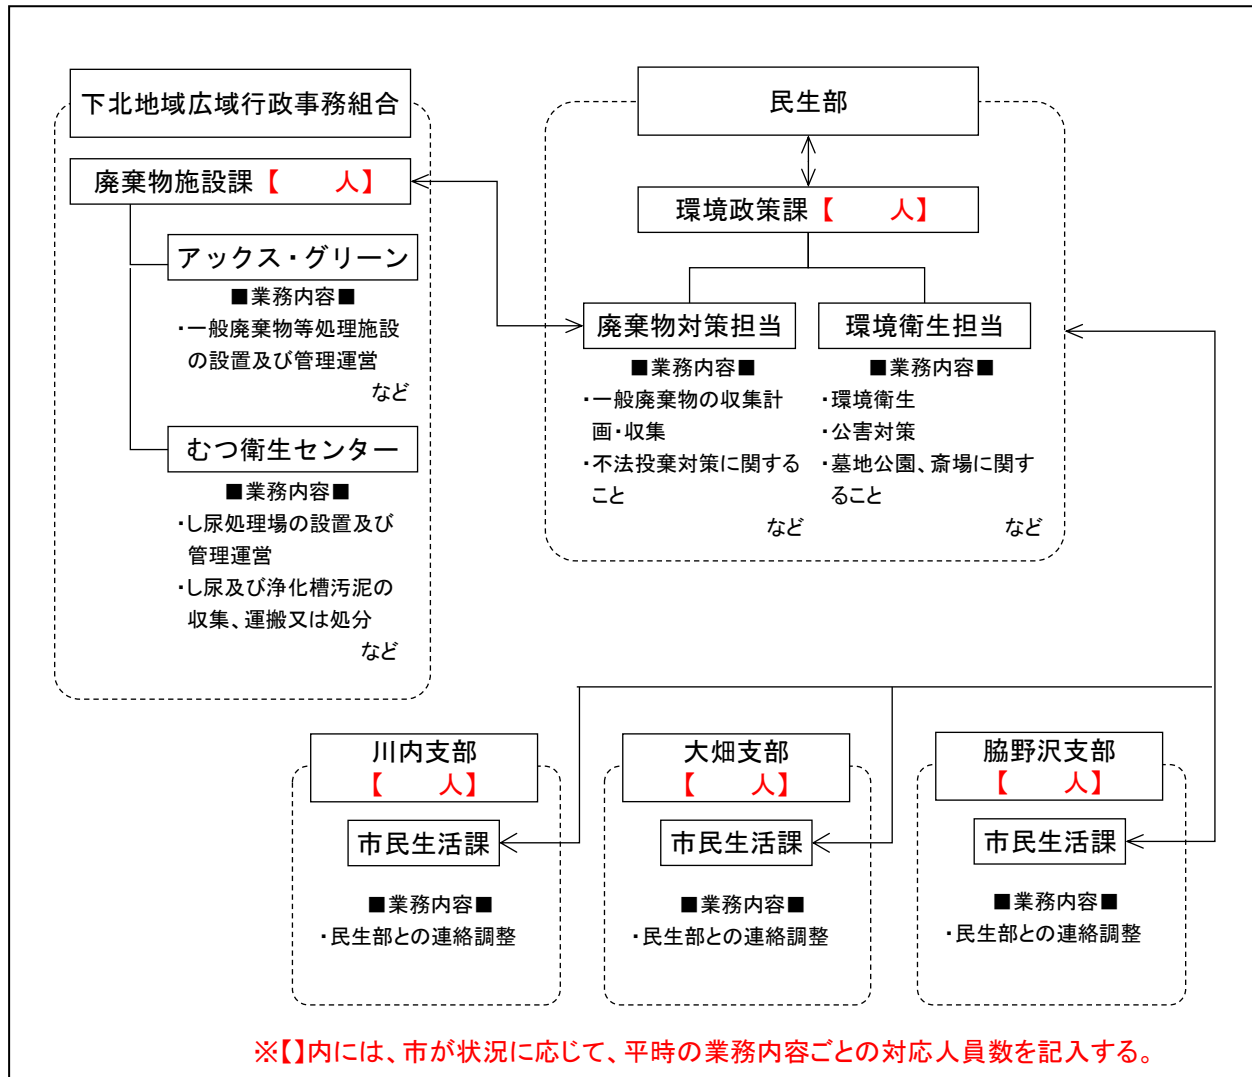 下北地域広域行政事務組合
廃棄物施設課【　　人】
アックス・グリーン
■業務内容■
・一般廃棄物等処理施設
の設置及び管理運営
など
むつ衛生センター
■業務内容■
・し尿処理場の設置及び
管理運営
・し尿及び浄化槽汚泥の
収集、運搬又は処分
など
民生部
環境政策課【　　人】
廃棄物対策担当
■業務内容■
・一般廃棄物の収集計
画・収集
・不法投棄対策に関する
こと
など
環境衛生担当
■業務内容■
・環境衛生
・公害対策
・墓地公園、斎場に関す
ること
など
川内支部
【　　人】
市民生活課
■業務内容■
・民生部との連絡調整
大畑支部
【　　人】
市民生活課
■業務内容■
・民生部との連絡調整
脇野沢支部
【　　人】
市民生活課
■業務内容■
・民生部との連絡調整
※【】内には、市が状況に応じて、平時の業務内容ごとの対応人員数を記入する。